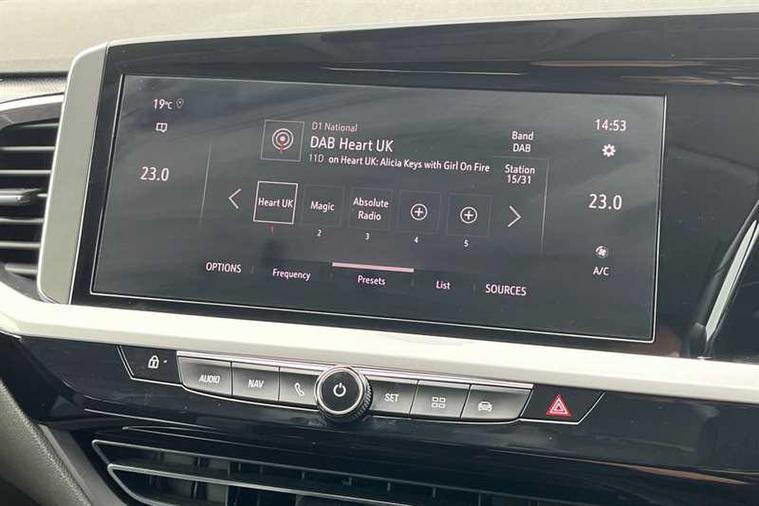 19°C
14:53
D1 National
DAB Heart UK
11D on Heart UK: Alicia Keys with Girl On Fire
Band
DAB
Station
15/31
23.0
23.0
Heart UK
Magic
Absolute
Radio
1
2
3
4
5
A/C
OPTIONS
Frequency
Presets
List
SOURCES
AUDIO
NAV
SET